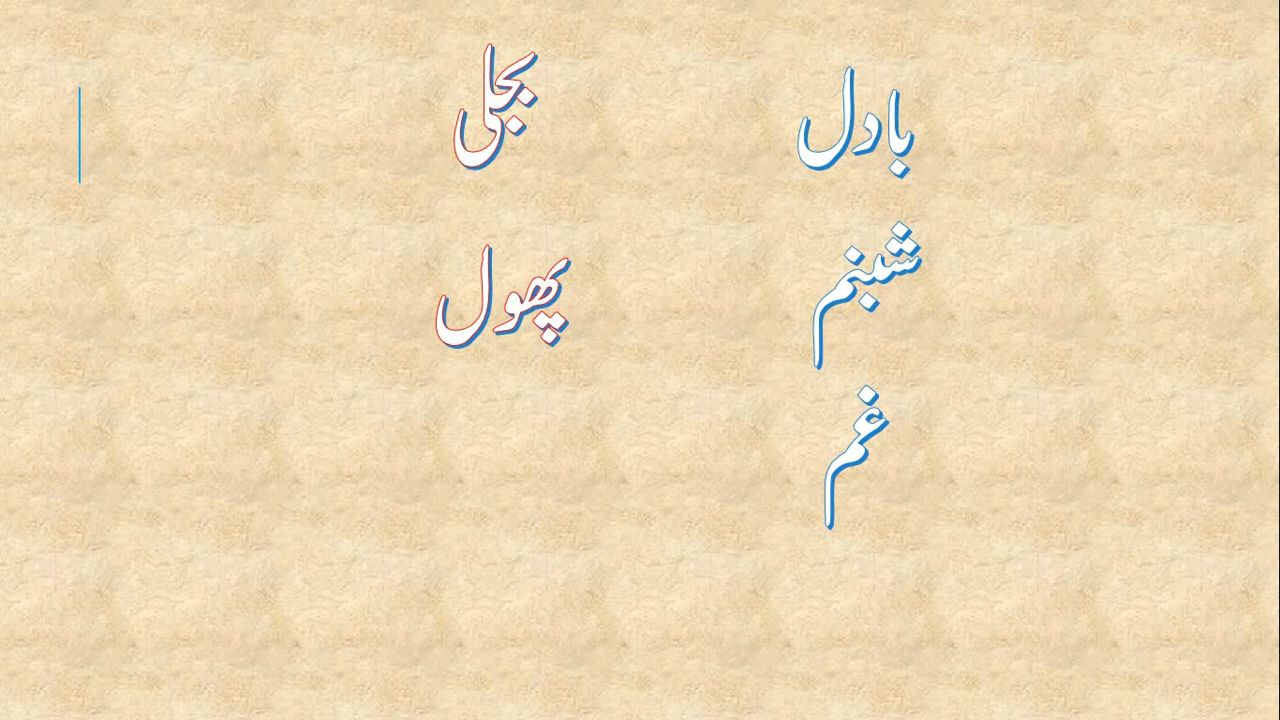 بادل بجلی
شبنم پھول
غم